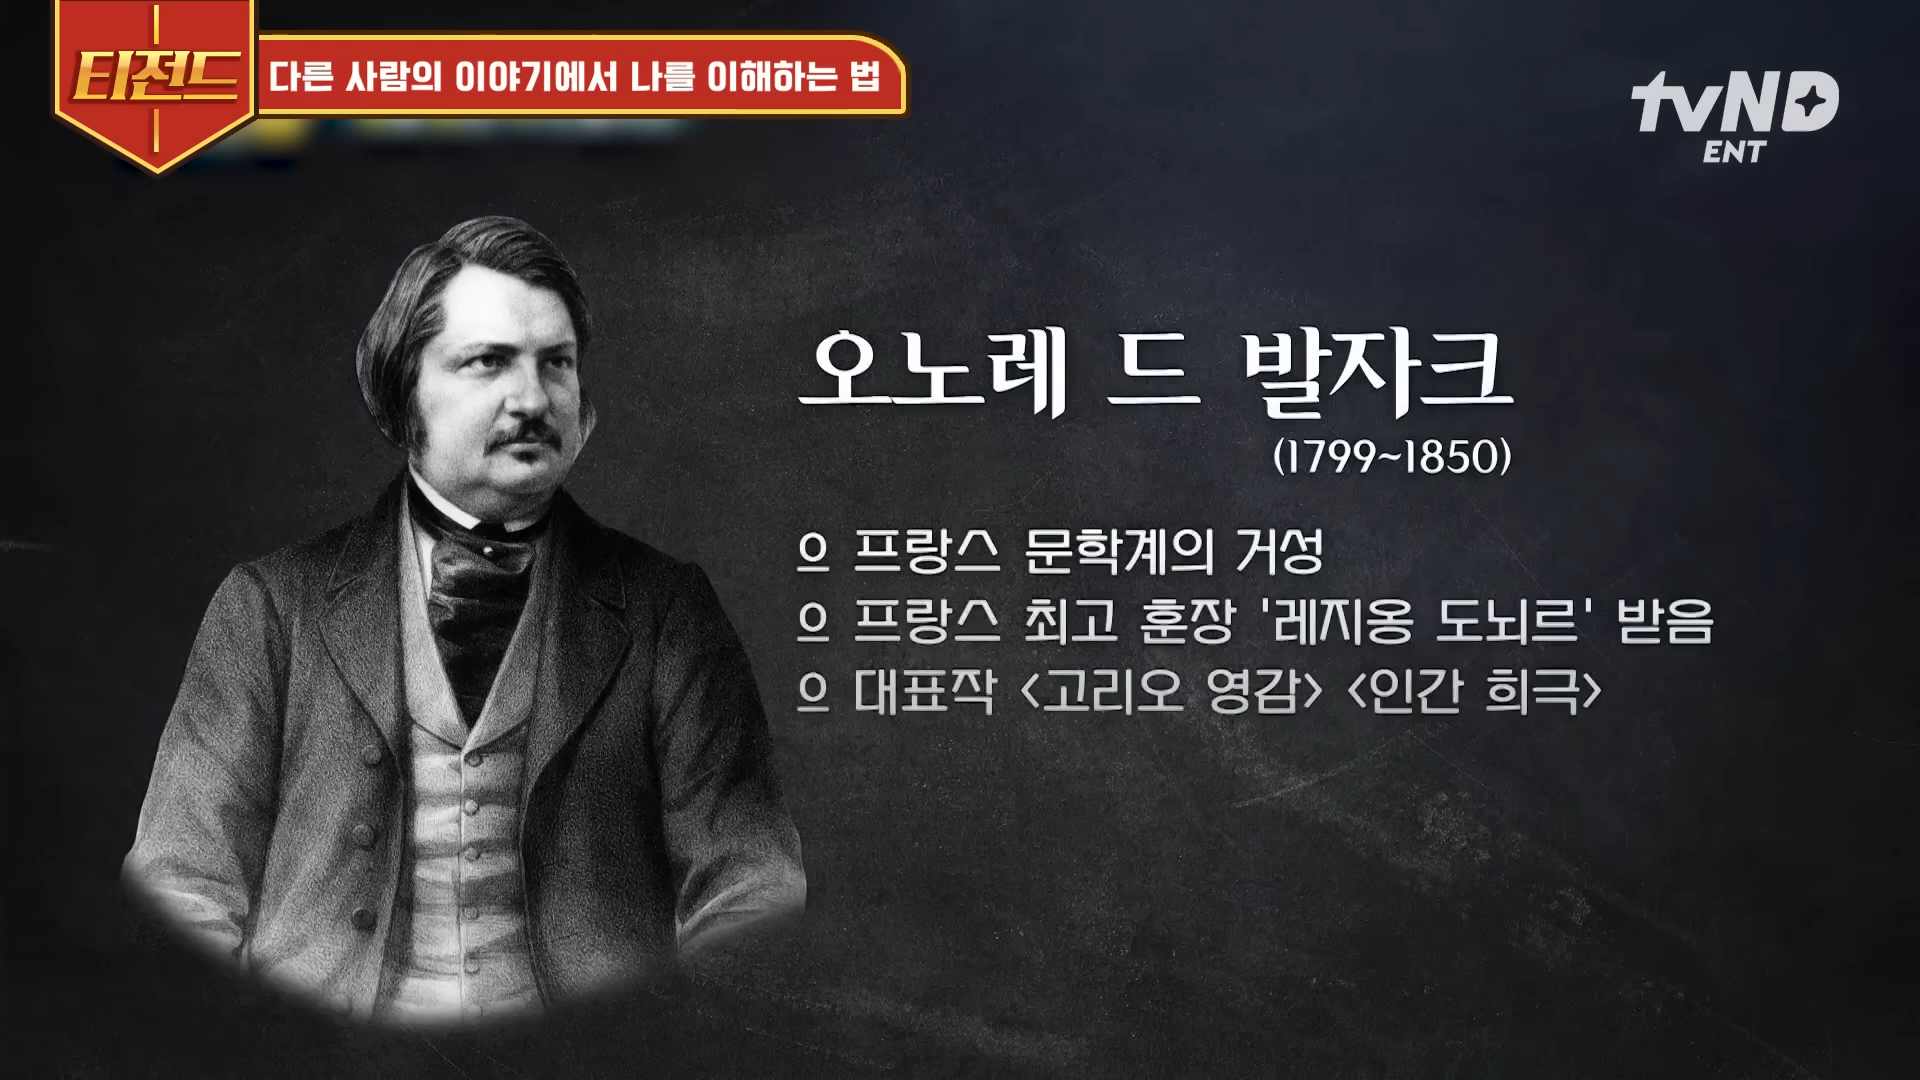 티전드
다른 사람의 이야기에서 나를 이해하는 법
tvND
ENT
오노레 드 발자크
(1799~1850)
프랑스 문학계의 거성
프랑스 최고 훈장 '레지옹 도뇌르' 받음
대표작 <고리오 영감> <인간 희극>